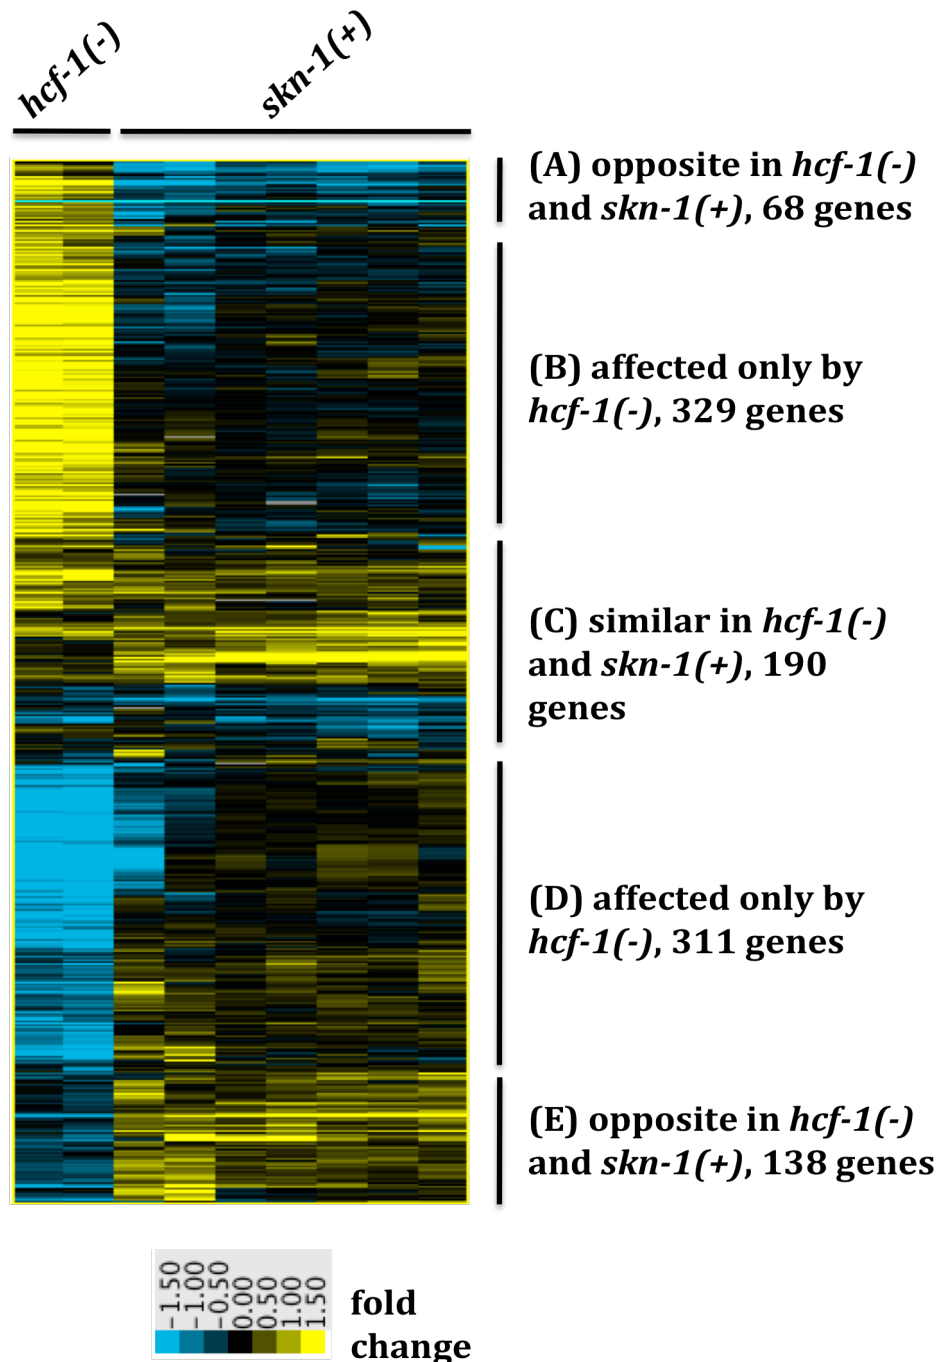 hcf-1(-)
skn-1(+)
(A) opposite in hcf-1(-)
and skn-1(+), 68 genes
(B) affected only by
hcf-1(-), 329 genes
(C) similar in hcf-1(-)
and skn-1(+), 190
genes
(D) affected only by
hcf-1(-), 311 genes
(E) opposite in hcf-1(-)
and skn-1(+), 138 genes
−1.50
−1.00
−0.50
0.00
0.50
1.00
1.50
fold
change